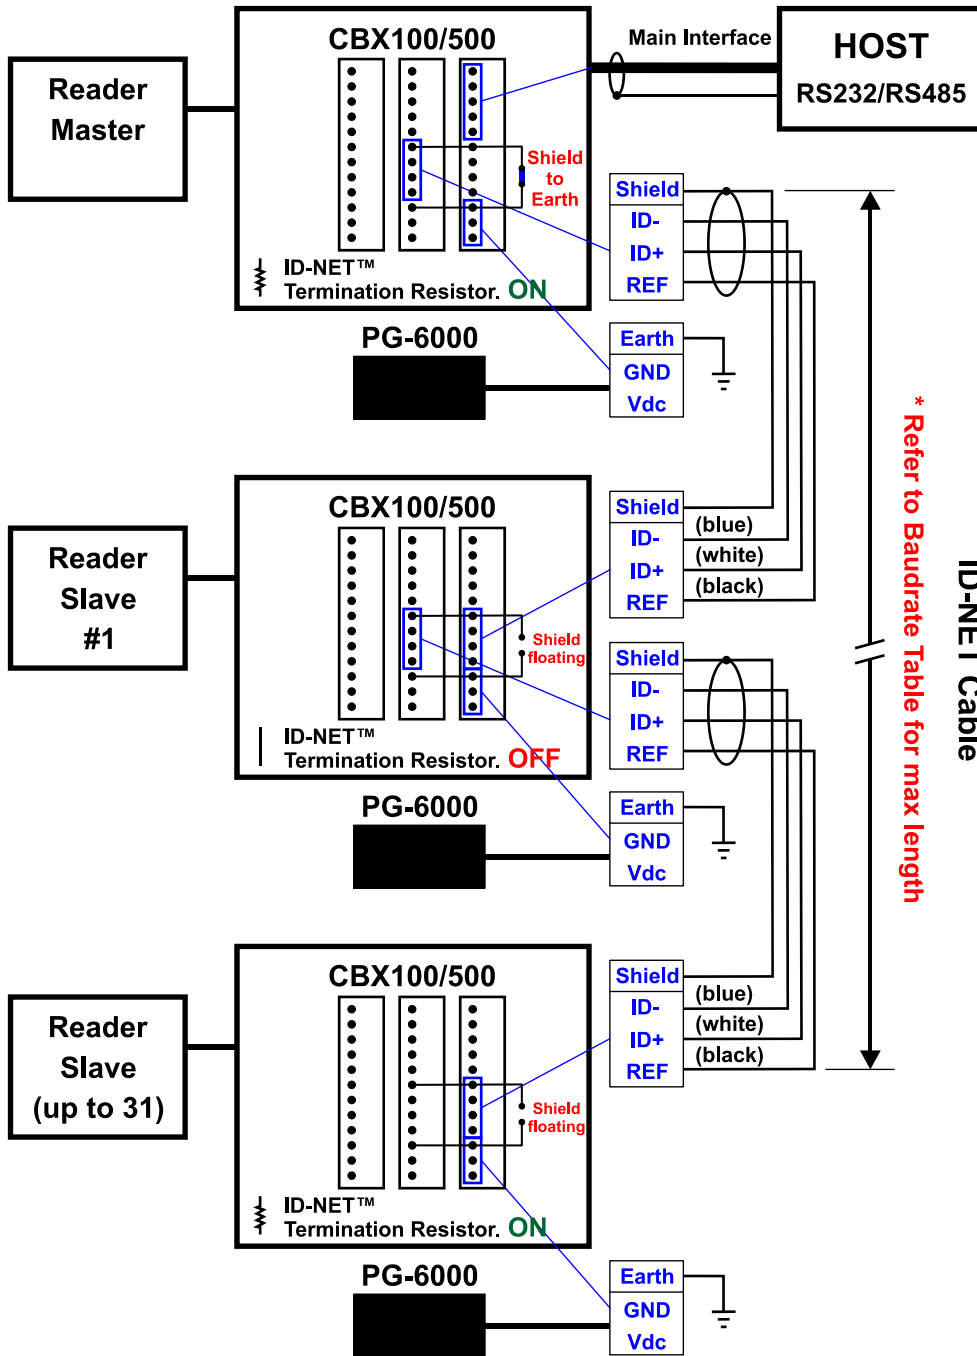 CBX100/500
Main Interface
HOST
RS232/RS485
Reader
Master
Shield
to
Earth
Shield
ID-
ID+
REF
ID-NET™
Termination Resistor. ON
PG-6000
Earth
GND
Vdc
* Refer to Baudrate Table for max length
ID-NET Cable
CBX100/500
Reader
Slave
#1
Shield
ID-
ID+
REF
(blue)
(white)
(black)
Shield
floating
Shield
ID-
ID+
REF
ID-NET™
Termination Resistor. OFF
PG-6000
Earth
GND
Vdc
CBX100/500
Reader
Slave
(up to 31)
Shield
ID-
ID+
REF
(blue)
(white)
(black)
Shield
floating
ID-NET™
Termination Resistor. ON
PG-6000
Earth
GND
Vdc